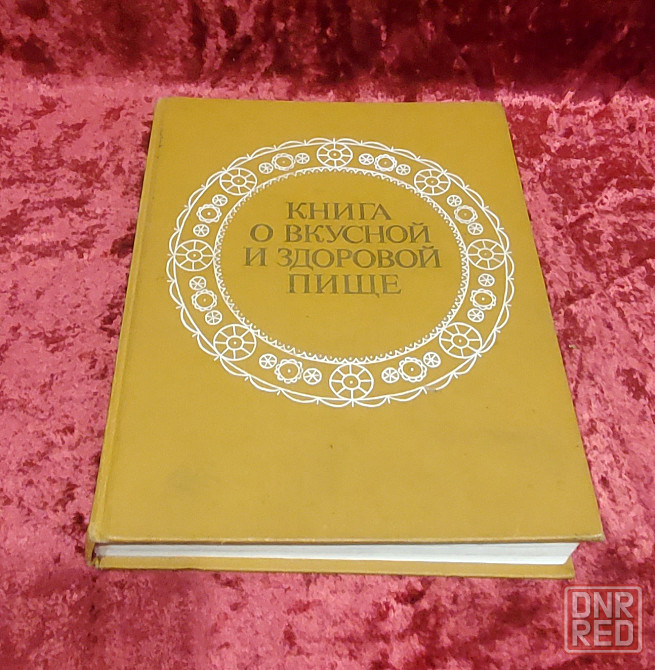 КНИГА
О ВКУСНОЙ
И ЗДОРОВОЙ
ПИЩЕ
DNR
RED